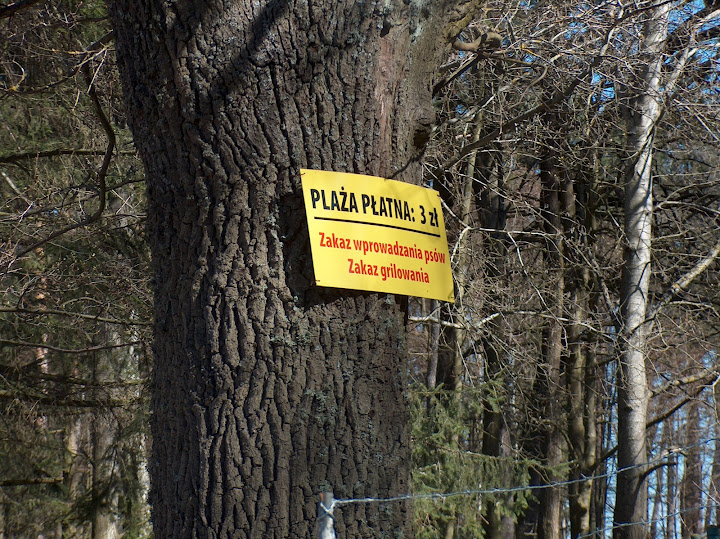 PLAŻA PŁATNA: 3 zł
Zakaz wprowadzania psów
Zakaz grilowania